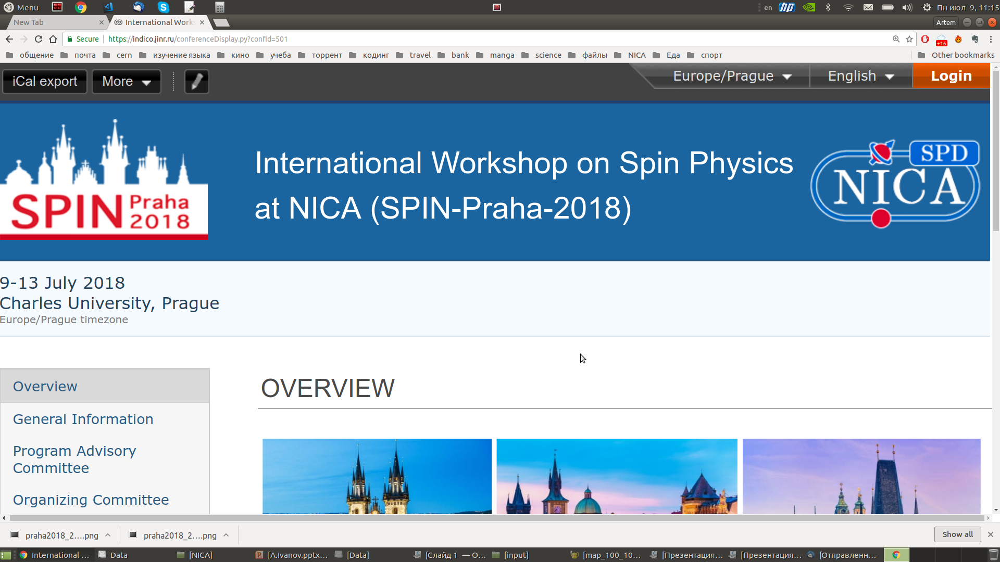 Menu
en
hp
Пн июл 9, 11:15
New Tab
International Works
Artem
Secure
https://indico.jinr.ru/conferenceDisplay.py?confId=501
+16
общение
почта
cern
изучение языка
кино
учеба
торрент
кодинг
travel
bank
manga
science
файлы
NICA
Еда
спорт
Other bookmarks
iCal export
More
Europe/Prague
English
Login
SPIN Praha 2018
International Workshop on Spin Physics
at NICA (SPIN-Praha-2018)
SPD
NICA
9-13 July 2018
Charles University, Prague
Europe/Prague timezone
Overview
General Information
Program Advisory
Committee
Organizing Committee
OVERVIEW
praha2018_2....png
praha2018_2....png
Show all
International ...
Data
[NICA]
[A.Ivanov.pptx...
[Data]
[Слайд 1 — O...
[input]
[map_100_10...
[Презентация...
[Презентация...
[Отправленн...